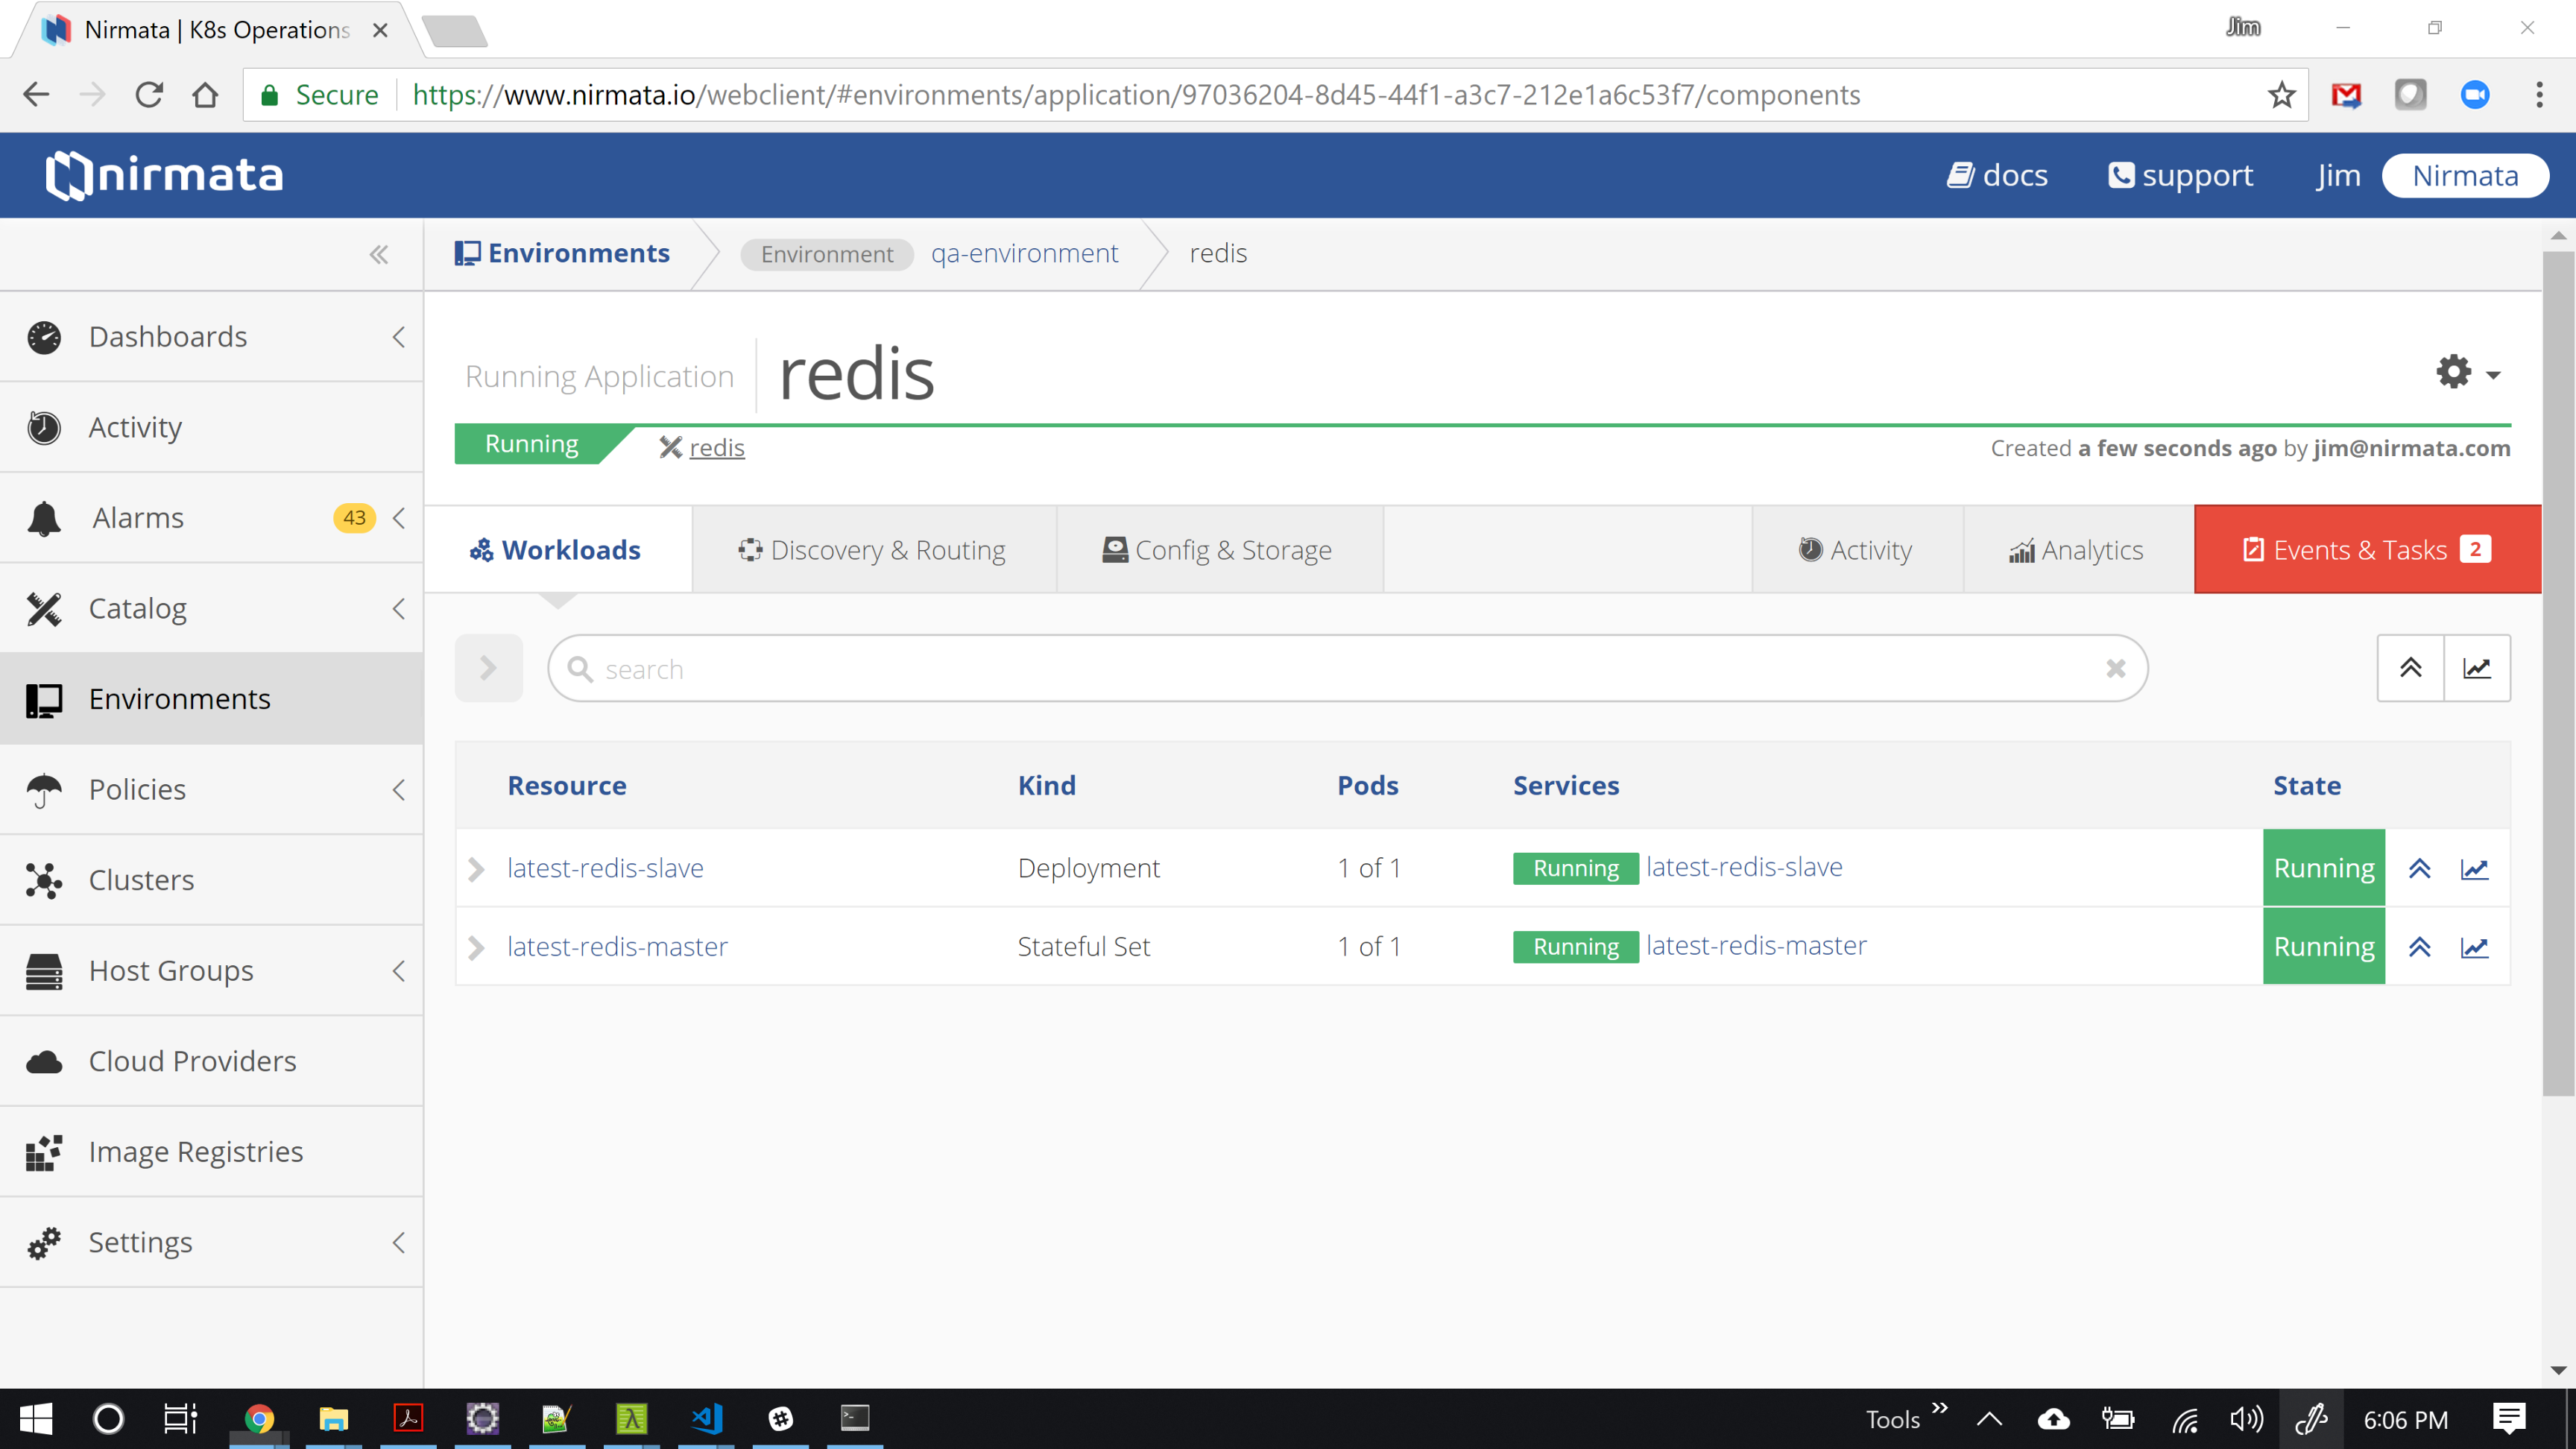 Nirmata | K8s Operations
Jim
Secure https://www.nirmata.io/webclient/#environments/application/97036204-8d45-44f1-a3c7-212e1a6c53f7/components
nirmata docs support Jim Nirmata
Environments Environment qa-environment redis
Dashboards
Activity
Alarms 43
Catalog
Environments
Policies
Clusters
Host Groups
Cloud Providers
Image Registries
Settings
Running Application redis
Running redis Created a few seconds ago by jim@nirmata.com
Workloads Discovery & Routing Config & Storage Activity Analytics Events & Tasks 2
search
Resource Kind Pods Services State
latest-redis-slave Deployment 1 of 1 Running latest-redis-slave Running
latest-redis-master Stateful Set 1 of 1 Running latest-redis-master Running
Tools 6:06 PM